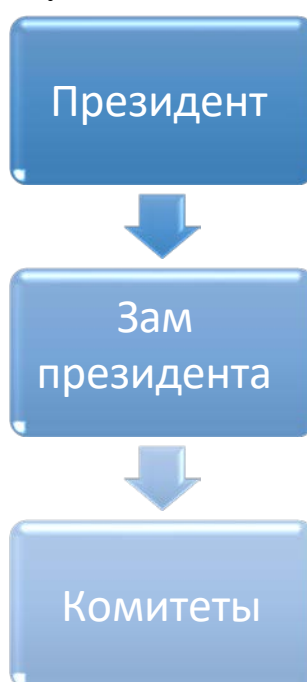 Президент
Зам
президента
Комитеты